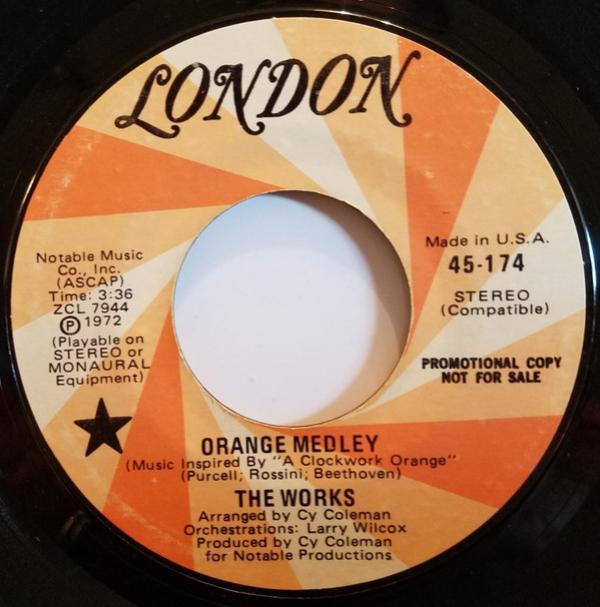 LONDON
Notable Music
Co., Inc.
(ASCAP)
Time: 3:36
ZCL 7944
Ⓟ 1972
(Playable on
STEREO or
MONAURAL
Equipment)
Made in U.S.A.
45-174
STEREO
(Compatible)
PROMOTIONAL COPY
NOT FOR SALE
ORANGE MEDLEY
(Music Inspired By "A Clockwork Orange"
(Purcell; Rossini; Beethoven)
THE WORKS
Arranged by Cy Coleman
Orchestrations: Larry Wilcox
Produced by Cy Coleman
for Notable Productions